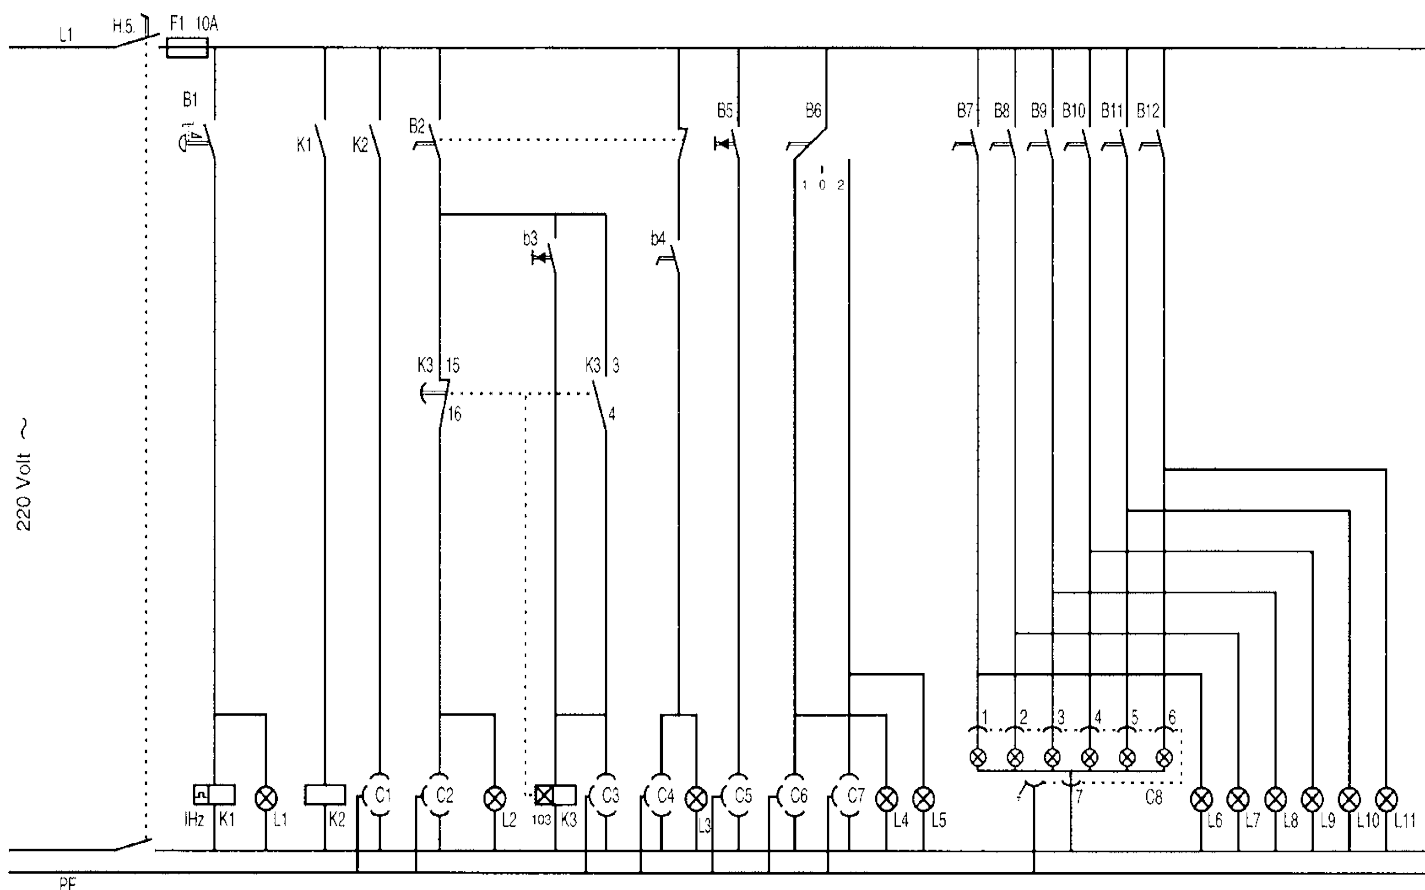 L1 H.5. F1 10A
B1 K1 K2 B2 B5 B6 B7 B8 B9 B10 B11 B12
1 0 2
b3 b4
K3 15 K3 3
16 4
220 Volt ~
1 2 3 4 5 6
C1 C2 C3 C4 C5 C6 C7 7 C8
iHz K1 L1 K2 L2 103 K3 L3 L4 L5 L6 L7 L8 L9 L10 L11
PE